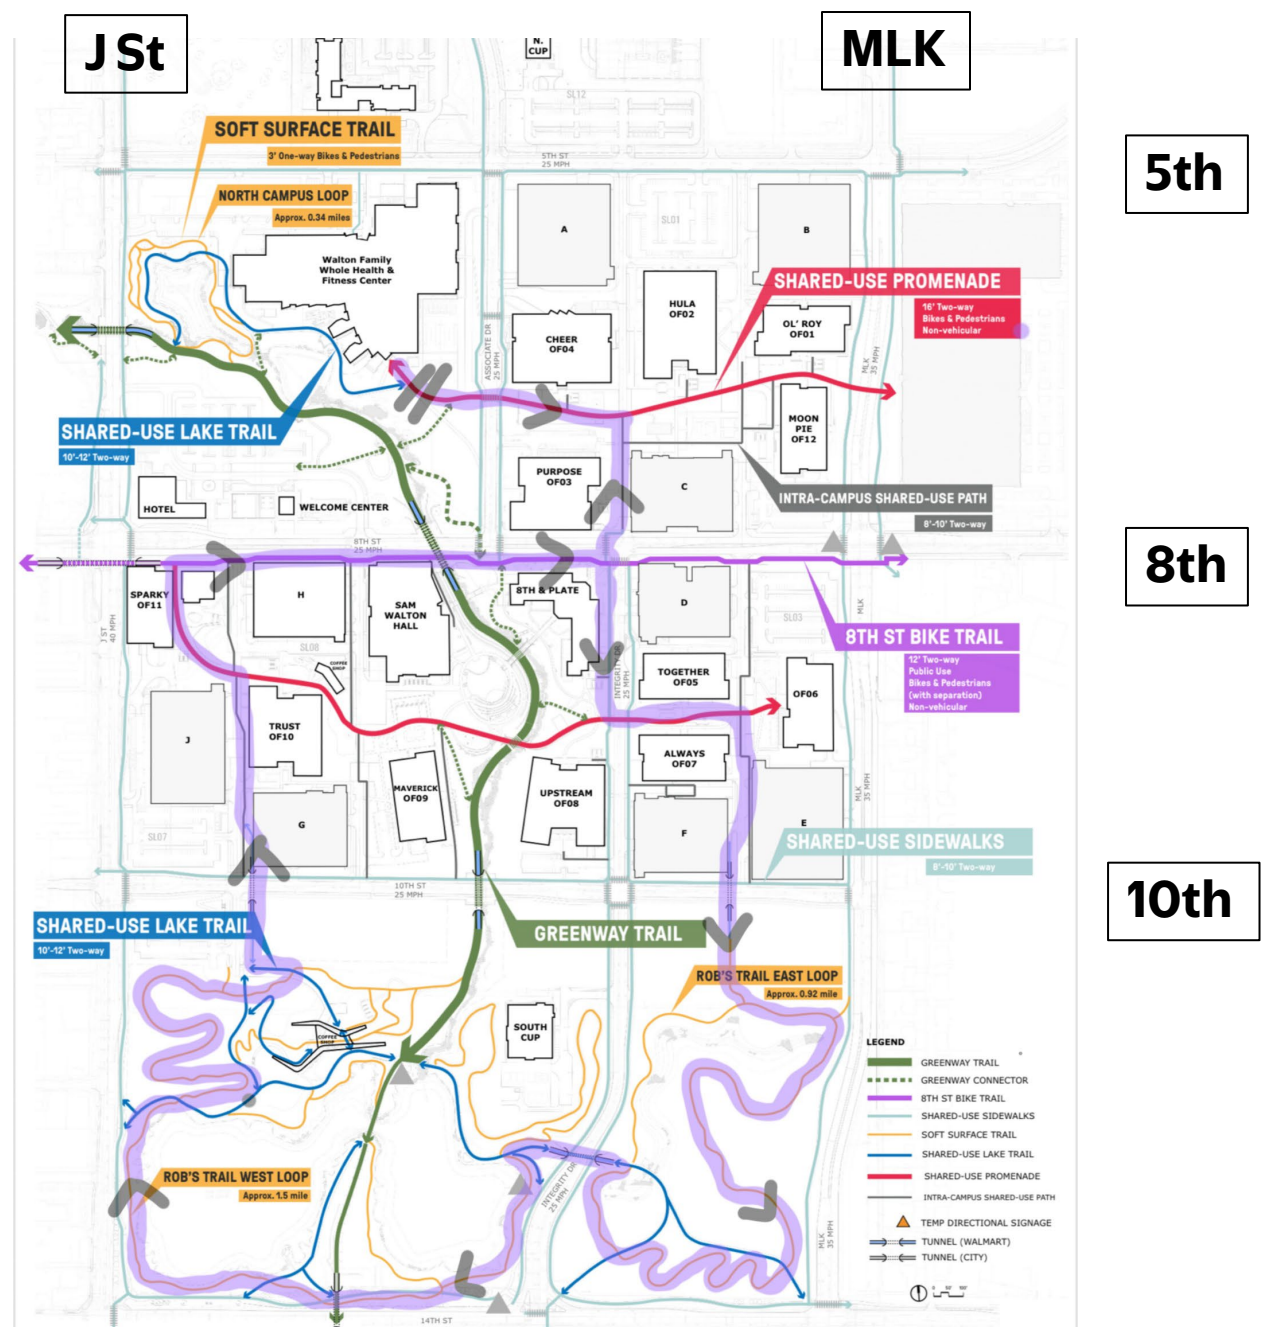 J St
MLK
N.
CUP
SL12
SOFT SURFACE TRAIL
3' One-way Bikes & Pedestrians
5TH ST
25 MPH
5th
NORTH CAMPUS LOOP
Approx. 0.34 miles
A
SL01
B
Walton Family
Whole Health &
Fitness Center
SHARED-USE PROMENADE
16' Two-way
Bikes & Pedestrians
Non-vehicular
HULA
OF02
OL' ROY
OF01
CHEER
OF04
ASSOCIATE DR
25 MPH
MLK
35 MPH
SHARED-USE LAKE TRAIL
10'-12' Two-way
MOON
PIE
OF12
PURPOSE
OF03
C
INTRA-CAMPUS SHARED-USE PATH
8'-10' Two-way
HOTEL
WELCOME CENTER
8TH ST
25 MPH
8th
SPARKY
OF11
H
SAM
WALTON
HALL
8TH & PLATE
D
SL03
MLK
J ST
40 MPH
8TH ST BIKE TRAIL
12' Two-way
Public Use
Bikes & Pedestrians
(with separation)
Non-vehicular
SL08
COFFEE
SHOP
TOGETHER
OF05
INTEGRITY DR
25 MPH
OF06
J
TRUST
OF10
ALWAYS
OF07
MAVERICK
OF09
UPSTREAM
OF08
MLK
35 MPH
SL07
G
F
E
SHARED-USE SIDEWALKS
8'-10' Two-way
10TH ST
25 MPH
10th
SHARED-USE LAKE TRAIL
10'-12' Two-way
GREENWAY TRAIL
ROB'S TRAIL EAST LOOP
Approx. 0.92 mile
SOUTH
CUP
COFFEE
SHOP
LEGEND
GREENWAY TRAIL
GREENWAY CONNECTOR
8TH ST BIKE TRAIL
SHARED-USE SIDEWALKS
SOFT SURFACE TRAIL
SHARED-USE LAKE TRAIL
SHARED-USE PROMENADE
INTRA-CAMPUS SHARED-USE PATH
TEMP DIRECTIONAL SIGNAGE
TUNNEL (WALMART)
TUNNEL (CITY)
ROB'S TRAIL WEST LOOP
Approx. 1.5 mile
INTEGRITY DR
25 MPH
MLK
35 MPH
14TH ST